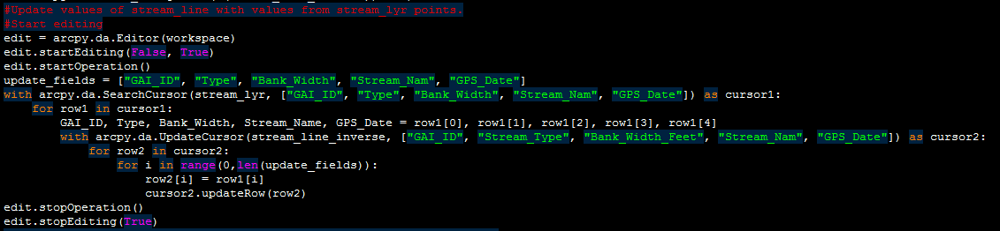 #Update values of stream_line with values from stream_lyr points.
#Start editing
edit = arcpy.da.Editor(workspace)
edit.startEditing(False, True)
edit.startOperation()
update_fields = ["GAI_ID", "Type", "Bank_Width", "Stream_Nam", "GPS_Date"]
with arcpy.da.SearchCursor(stream_lyr, ["GAI_ID", "Type", "Bank_Width", "Stream_Nam", "GPS_Date"]) as cursor1:
    for row1 in cursor1:
        GAI_ID, Type, Bank_Width, Stream_Name, GPS_Date = row1[0], row1[1], row1[2], row1[3], row1[4]
        with arcpy.da.UpdateCursor(stream_line_inverse, ["GAI_ID", "Stream_Type", "Bank_Width_Feet", "Stream_Nam", "GPS_Date"]) as cursor2:
            for row2 in cursor2:
                for i in range(0,len(update_fields)):
                    row2[i] = row1[i]
                    cursor2.updateRow(row2)
edit.stopOperation()
edit.stopEditing(True)